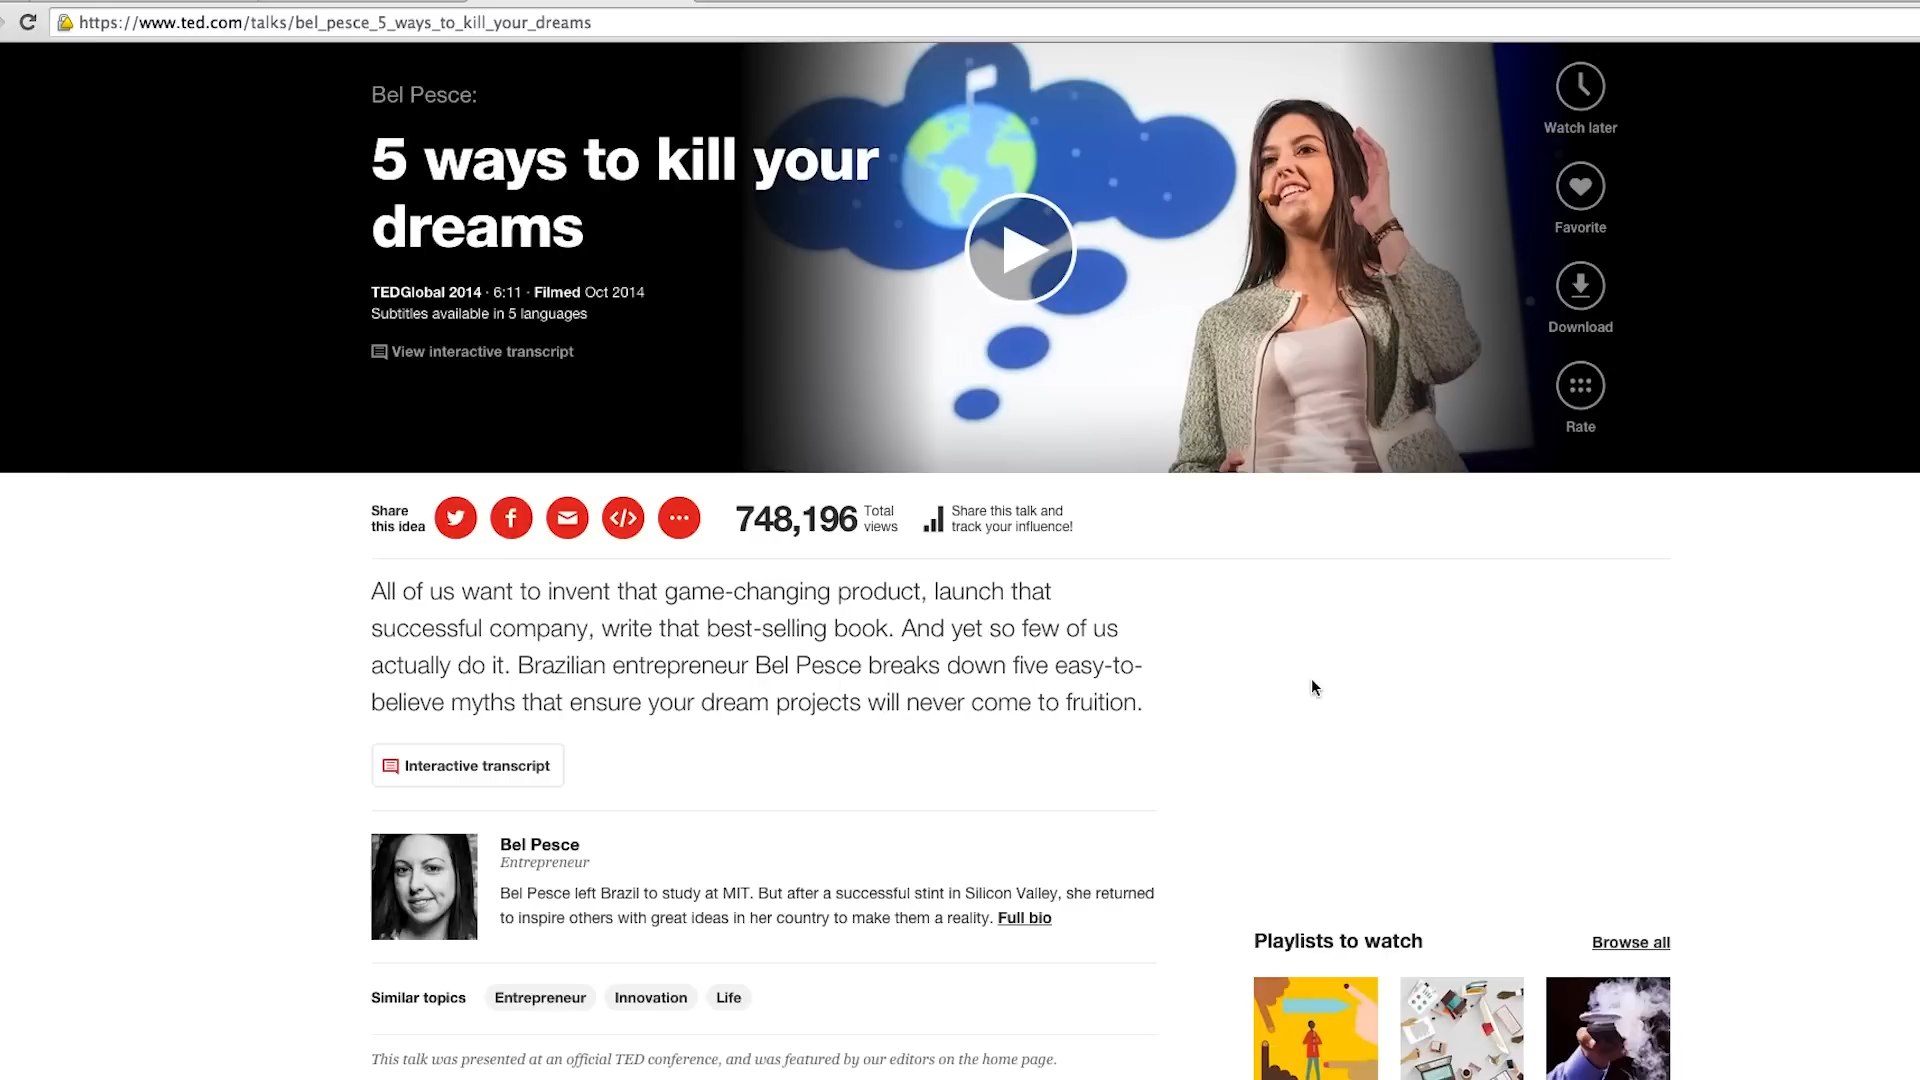 https://www.ted.com/talks/bel_pesce_5_ways_to_kill_your_dreams
Bel Pesce:
5 ways to kill your
dreams
TEDGlobal 2014 · 6:11 · Filmed Oct 2014
Subtitles available in 5 languages
View interactive transcript
Watch later
Favorite
Download
Rate
Share
this idea
748,196
Total
views
Share this talk and
track your influence!
All of us want to invent that game-changing product, launch that
successful company, write that best-selling book. And yet so few of us
actually do it. Brazilian entrepreneur Bel Pesce breaks down five easy-to-
believe myths that ensure your dream projects will never come to fruition.
Interactive transcript
Bel Pesce
Entrepreneur
Bel Pesce left Brazil to study at MIT. But after a successful stint in Silicon Valley, she returned
to inspire others with great ideas in her country to make them a reality. Full bio
Playlists to watch
Browse all
Similar topics
Entrepreneur
Innovation
Life
This talk was presented at an official TED conference, and was featured by our editors on the home page.